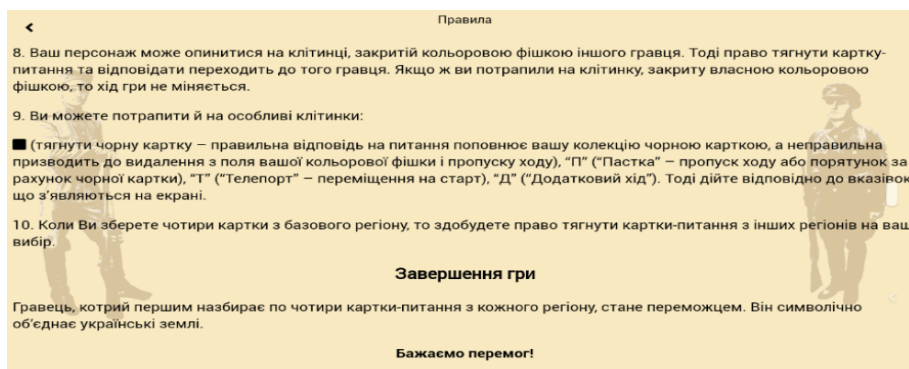 Правила
8. Ваш персонаж може опинитися на клітинці, закритій кольоровою фішкою іншого гравця. Тоді право тягнути картку-
питання та відповідати переходить до того гравця. Якщо ж ви потрапили на клітинку, закриту власною кольоровою
фішкою, то хід гри не міняється.
9. Ви можете потрапити й на особливі клітинки:
■ (тягнути чорну картку – правильна відповідь на питання поповнює вашу колекцію чорною карткою, а неправильна
призводить до видалення з поля вашої кольорової фішки і пропуску ходу), “П” (“Пастка” – пропуск ходу або порятунок за
рахунок чорної картки), “Т” (“Телепорт” – переміщення на старт), “Д” (“Додатковий хід”). Тоді дійте відповідно до вказівок
що з’являються на екрані.
10. Коли Ви зберете чотири картки з базового регіону, то здобудете право тягнути картки-питання з інших регіонів на ваш
вибір.
Завершення гри
Гравець, котрий першим назбирає по чотири картки-питання з кожного регіону, стане переможцем. Він символічно
об’єднає українські землі.
Бажаємо перемог!